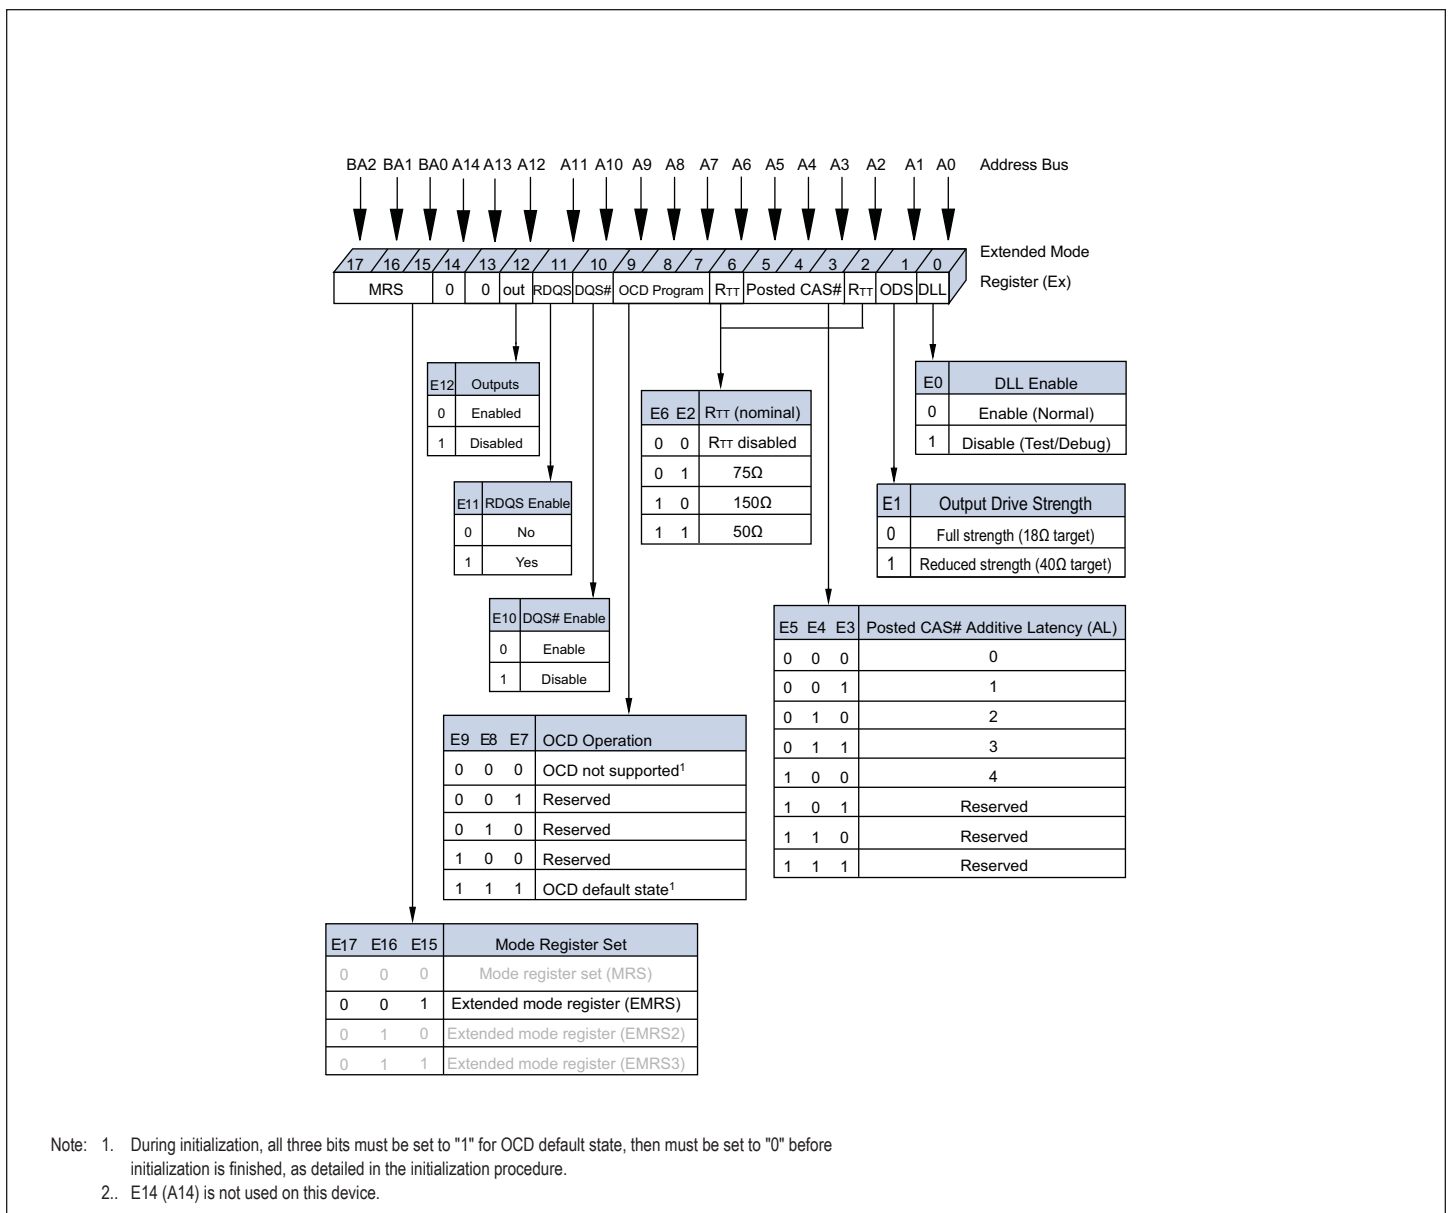 BA2 BA1 BA0 A14 A13 A12 A11 A10 A9 A8 A7 A6 A5 A4 A3 A2 A1 A0 Address Bus
17 16 15 14 13 12 11 10 9 8 7 6 5 4 3 2 1 0 Extended Mode
MRS 0 0 out RDQS DQS# OCD Program RTT Posted CAS# RTT ODS DLL Register (Ex)
E12 Outputs
0 Enabled
1 Disabled
E6 E2 RTT (nominal)
0 0 RTT disabled
0 1 75Ω
1 0 150Ω
1 1 50Ω
E0 DLL Enable
0 Enable (Normal)
1 Disable (Test/Debug)
E11 RDQS Enable
0 No
1 Yes
E1 Output Drive Strength
0 Full strength (18Ω target)
1 Reduced strength (40Ω target)
E10 DQS# Enable
0 Enable
1 Disable
E5 E4 E3 Posted CAS# Additive Latency (AL)
0 0 0 0
0 0 1 1
0 1 0 2
0 1 1 3
1 0 0 4
1 0 1 Reserved
1 1 0 Reserved
1 1 1 Reserved
E9 E8 E7 OCD Operation
0 0 0 OCD not supported1
0 0 1 Reserved
0 1 0 Reserved
1 0 0 Reserved
1 1 1 OCD default state1
E17 E16 E15 Mode Register Set
0 0 0 Mode register set (MRS)
0 0 1 Extended mode register (EMRS)
0 1 0 Extended mode register (EMRS2)
0 1 1 Extended mode register (EMRS3)
Note: 1. During initialization, all three bits must be set to "1" for OCD default state, then must be set to "0" before
initialization is finished, as detailed in the initialization procedure.
2.. E14 (A14) is not used on this device.